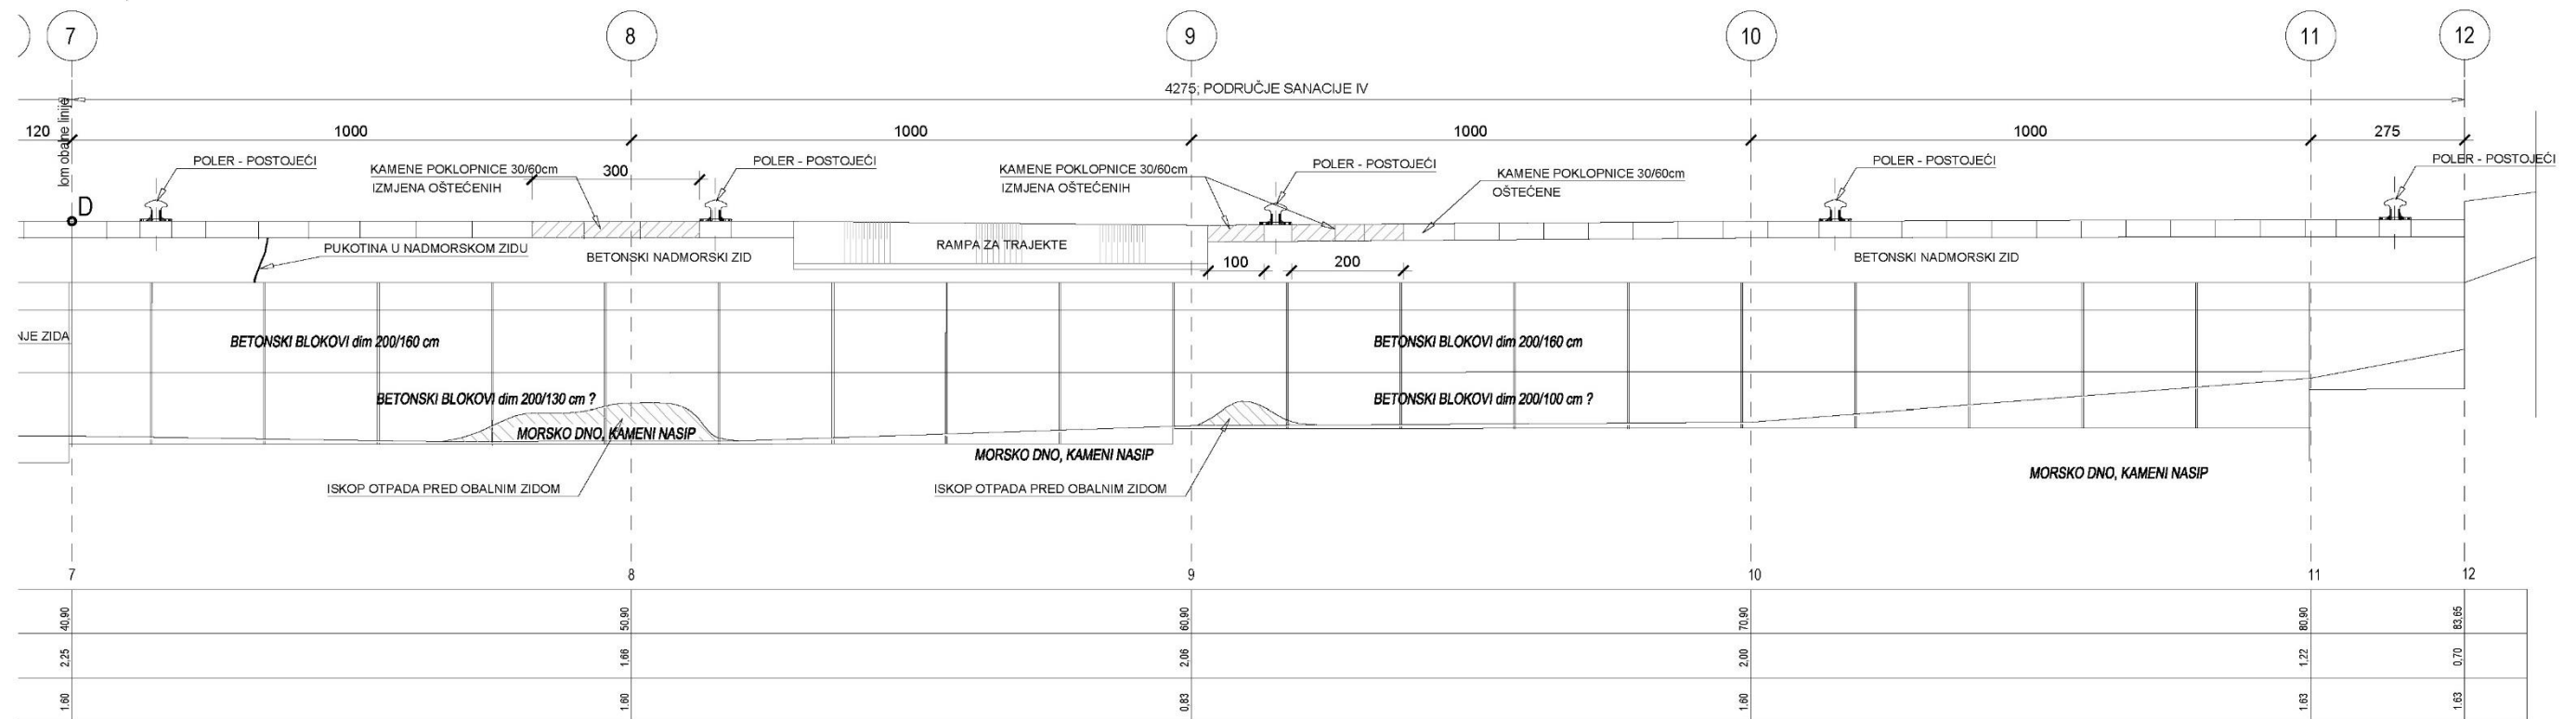 7 8 9 10 11 12
4275; PODRUČJE SANACIJE IV
lom obalne linije
120 1000 1000 1000 1000 275
POLER - POSTOJEĆI
KAMENE POKLOPNICE 30/60cm
IZMJENA OŠTEĆENIH
300
POLER - POSTOJEĆI
KAMENE POKLOPNICE 30/60cm
IZMJENA OŠTEĆENIH
POLER - POSTOJEĆI
KAMENE POKLOPNICE 30/60cm
OŠTEĆENE
POLER - POSTOJEĆI
POLER - POSTOJEĆI
D
PUKOTINA U NADMORSKOM ZIDU
BETONSKI NADMORSKI ZID
RAMPA ZA TRAJEKTE
100 200
BETONSKI NADMORSKI ZID
NJE ZIDA
BETONSKI BLOKOVI dim 200/160 cm
BETONSKI BLOKOVI dim 200/160 cm
BETONSKI BLOKOVI dim 200/130 cm ?
BETONSKI BLOKOVI dim 200/100 cm ?
MORSKO DNO, KAMENI NASIP
MORSKO DNO, KAMENI NASIP
MORSKO DNO, KAMENI NASIP
ISKOP OTPADA PRED OBALNIM ZIDOM
ISKOP OTPADA PRED OBALNIM ZIDOM
7 8 9 10 11 12
40,90 50,90 60,90 70,90 80,90 83,65
2,25 1,66 2,06 2,00 1,22 0,70
1,60 1,60 0,83 1,60 1,63 1,63